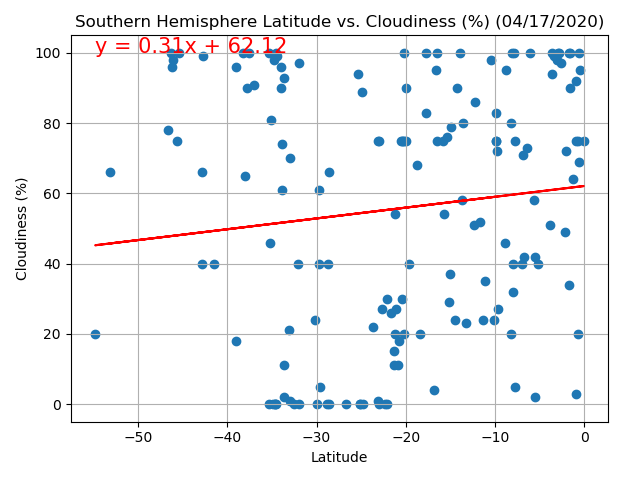 Southern Hemisphere Latitude vs. Cloudiness (%) (04/17/2020)
y = 0.31x + 62.12
100
80
60
40
20
0
Cloudiness (%)
−50 −40 −30 −20 −10 0
Latitude